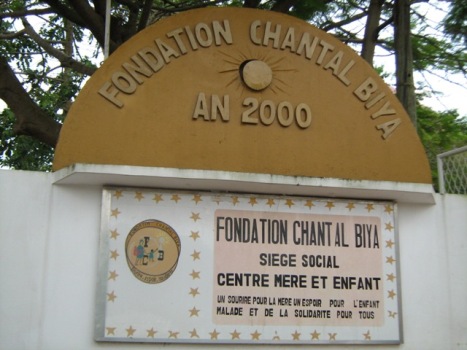 FONDATION CHANTAL BIYA
AN 2000
FONDATION CHANTAL BIYA
SIEGE SOCIAL
CENTRE MERE ET ENFANT
UN SOURIRE POUR LA MERE UN ESPOIR POUR L'ENFANT
MALADE ET DE LA SOLIDARITE POUR TOUS